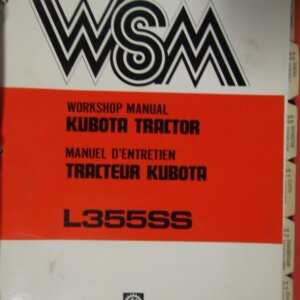 WSM
WORKSHOP MANUAL
KUBOTA TRACTOR
MANUEL D'ENTRETIEN
TRACTEUR KUBOTA
L355SS